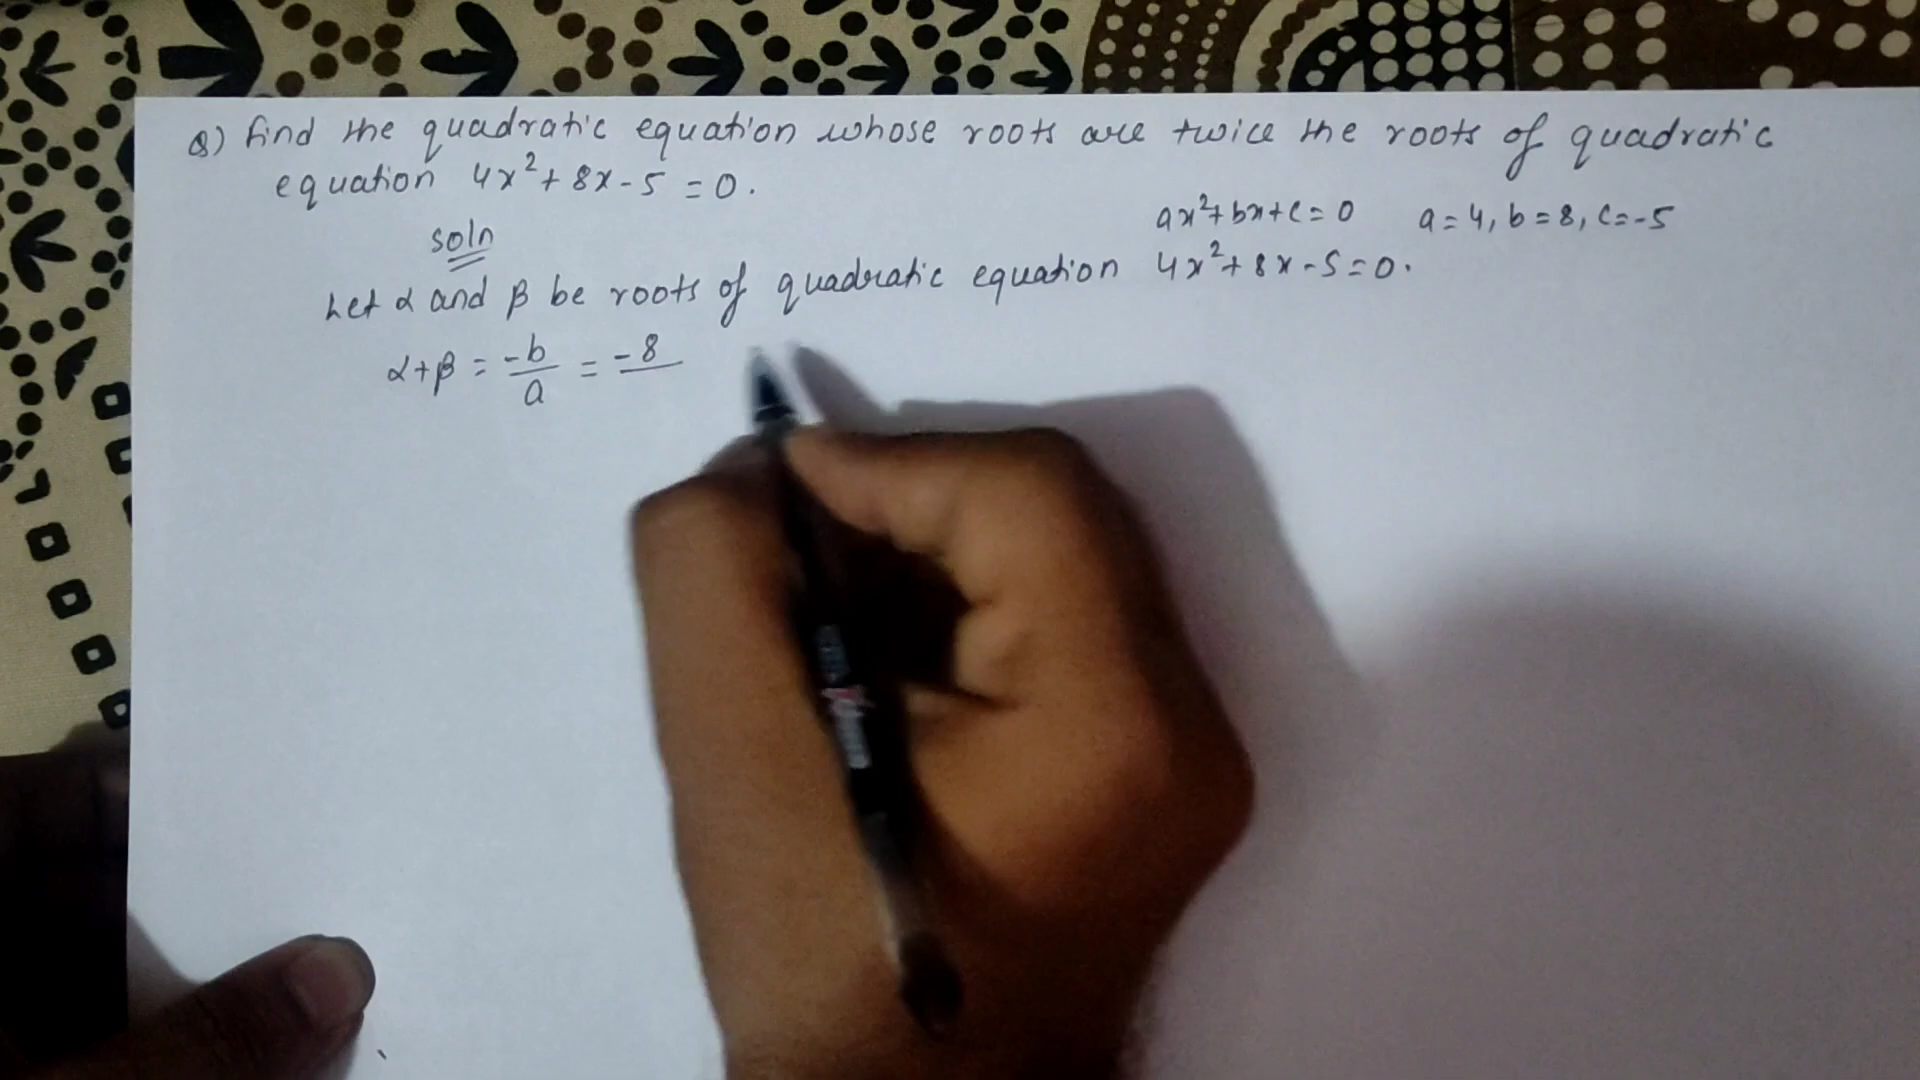 Q) find the quadratic equation whose roots are twice the roots of quadratic
equation 4x²+8x-5=0.
ax²+bx+c=0 a=4, b=8, c=-5
soln
Let α and β be roots of quadratic equation 4x²+8x-5=0.
α+β = -b/a = -8/